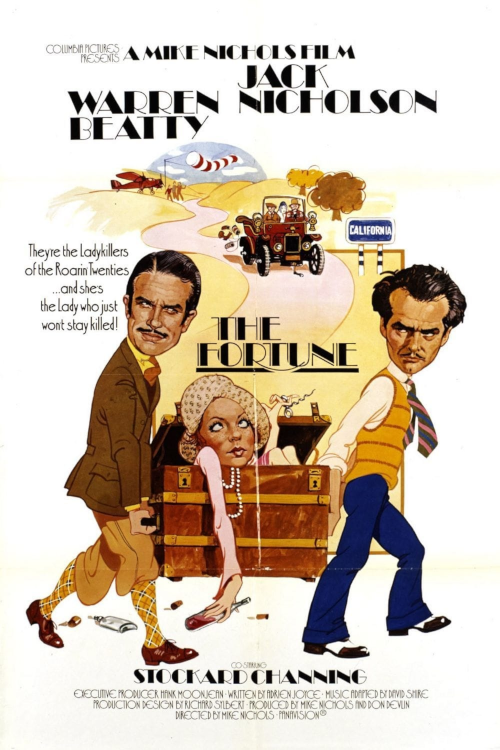 COLUMBIA PICTURES
PRESENTS
A MIKE NICHOLS FILM
WARREN
BEATTY
JACK
NICHOLSON
CALIFORNIA
They're the Ladykillers
of the Roarin' Twenties
...and she's
the Lady who just
wont stay killed!
THE
FORTUNE
CO STARRING
STOCKARD CHANNING
EXECUTIVE PRODUCER HANK MOONJEAN · WRITTEN BY ADRIEN JOYCE · MUSIC ADAPTED BY DAVID SHIRE
PRODUCTION DESIGN BY RICHARD SYLBERT · PRODUCED BY MIKE NICHOLS AND DON DEVLIN
DIRECTED BY MIKE NICHOLS · PANAVISION®